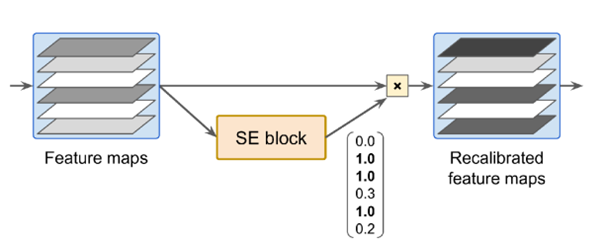 Feature maps
SE block
×
0.0
1.0
1.0
0.3
1.0
0.2
Recalibrated
feature maps